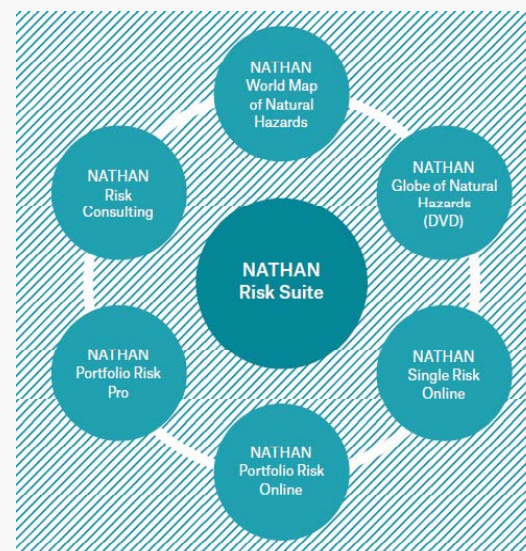 NATHAN
World Map
of Natural
Hazards
NATHAN
Globe of Natural
Hazards
(DVD)
NATHAN
Risk
Consulting
NATHAN
Risk Suite
NATHAN
Portfolio Risk
Pro
NATHAN
Single Risk
Online
NATHAN
Portfolio Risk
Online